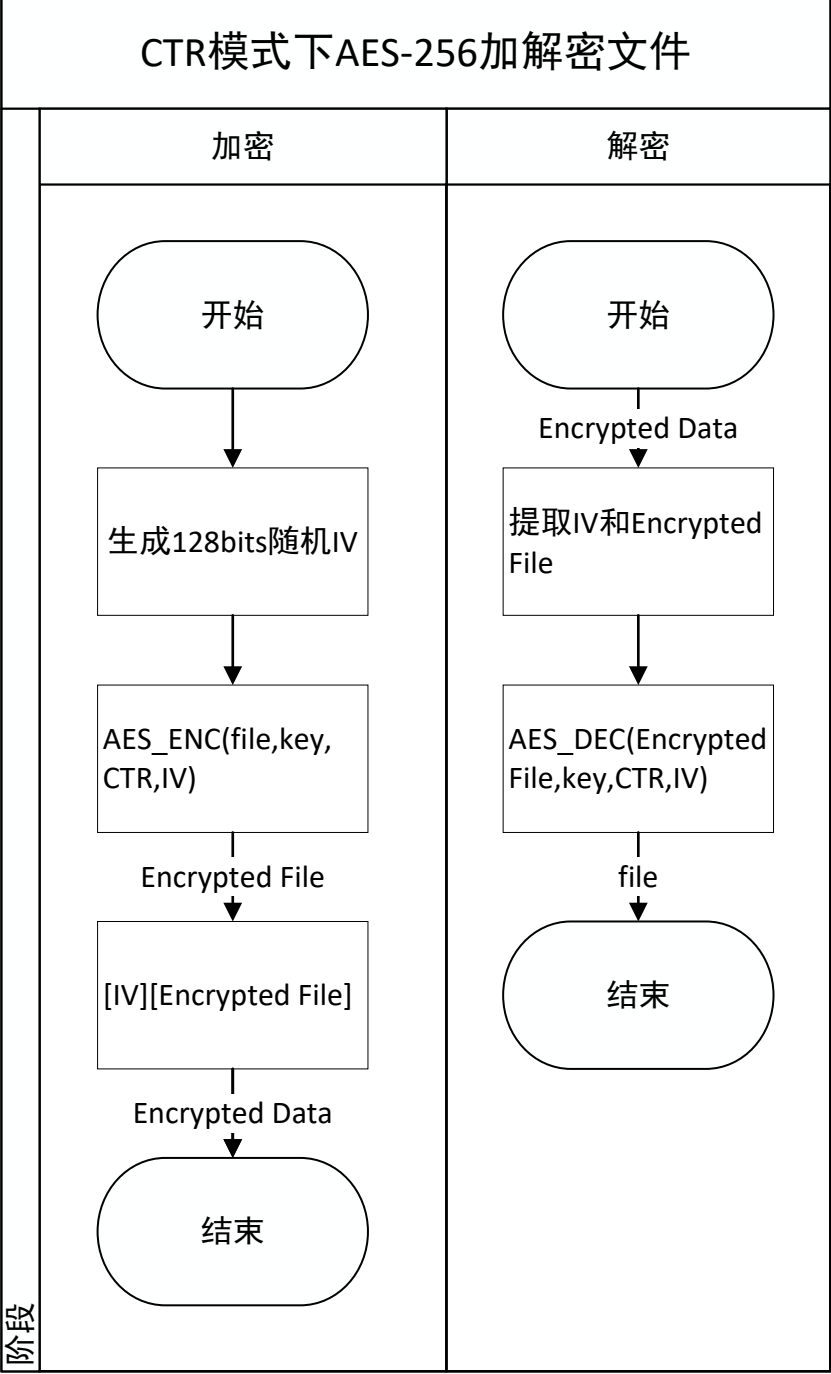 CTR模式下AES-256加解密文件
加密
解密
开始
生成128bits随机IV
AES_ENC(file,key,
CTR,IV)
Encrypted File
[IV][Encrypted File]
Encrypted Data
结束
开始
Encrypted Data
提取IV和Encrypted
File
AES_DEC(Encrypted
File,key,CTR,IV)
file
结束
阶段